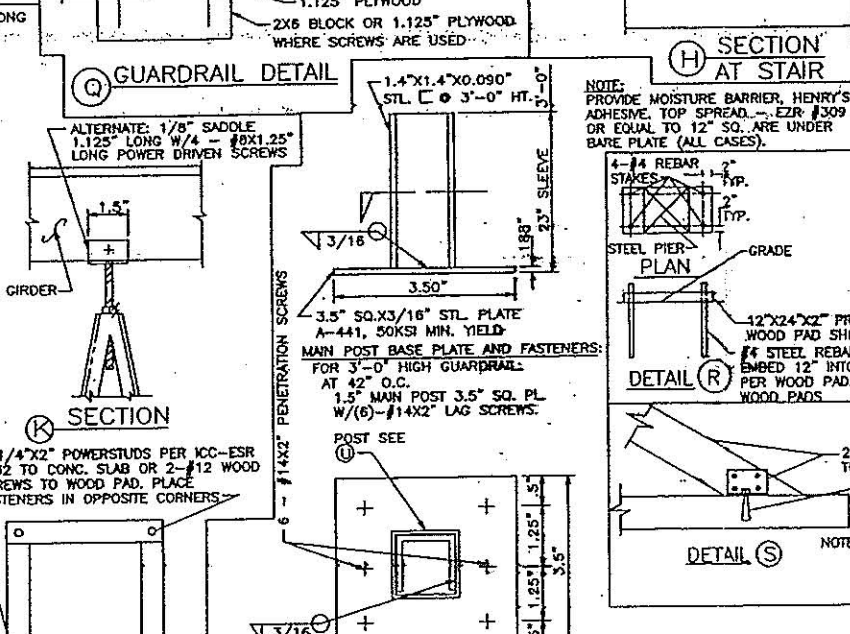 ONG
1.125" PLYWOOD
2X6 BLOCK OR 1.125" PLYWOOD
WHERE SCREWS ARE USED
Q GUARDRAIL DETAIL
H SECTION
AT STAIR
ALTERNATE: 1/8" SADDLE
1.125" LONG W/4 - #8X1.25"
LONG POWER DRIVEN SCREWS
1.5"
GIRDER
K SECTION
1.4"X1.4"X0.090"
STL. 3'-0" HT.
3'-0"
23" SLEEVE
.188"
3/16
3.50"
3.5" SQ.X3/16" STL. PLATE
A-441, 50KSI MIN. YIELD
MAIN POST BASE PLATE AND FASTENERS:
FOR 3'-0" HIGH GUARDRAIL:
AT 42" O.C.
1.5" MAIN POST 3.5" SQ. PL.
W/(6)-#14X2" LAG SCREWS.
6 - #14X2" PENETRATION SCREWS
NOTE:
PROVIDE MOISTURE BARRIER, HENRY'S
ADHESIVE, TOP SPREAD - EZR #309
OR EQUAL TO 12" SQ. ARE UNDER
BARE PLATE (ALL CASES).
4-#4 REBAR
STAKES
2"
TYP.
2"
TYP.
STEEL PIER
PLAN
GRADE
12"X24"X2" PR
WOOD PAD SH
#4 STEEL REBA
EMBED 12" INTO
PER WOOD PAD
WOOD PADS
DETAIL R
1/4"X2" POWERSTUDS PER ICC-ESR
TO CONC. SLAB OR 2-#12 WOOD
REWS TO WOOD PAD. PLACE
STENERS IN OPPOSITE CORNERS
POST SEE
U
.5"
1.25"
1.25"
3.5"
3/16
2
DETAIL S
NOTE